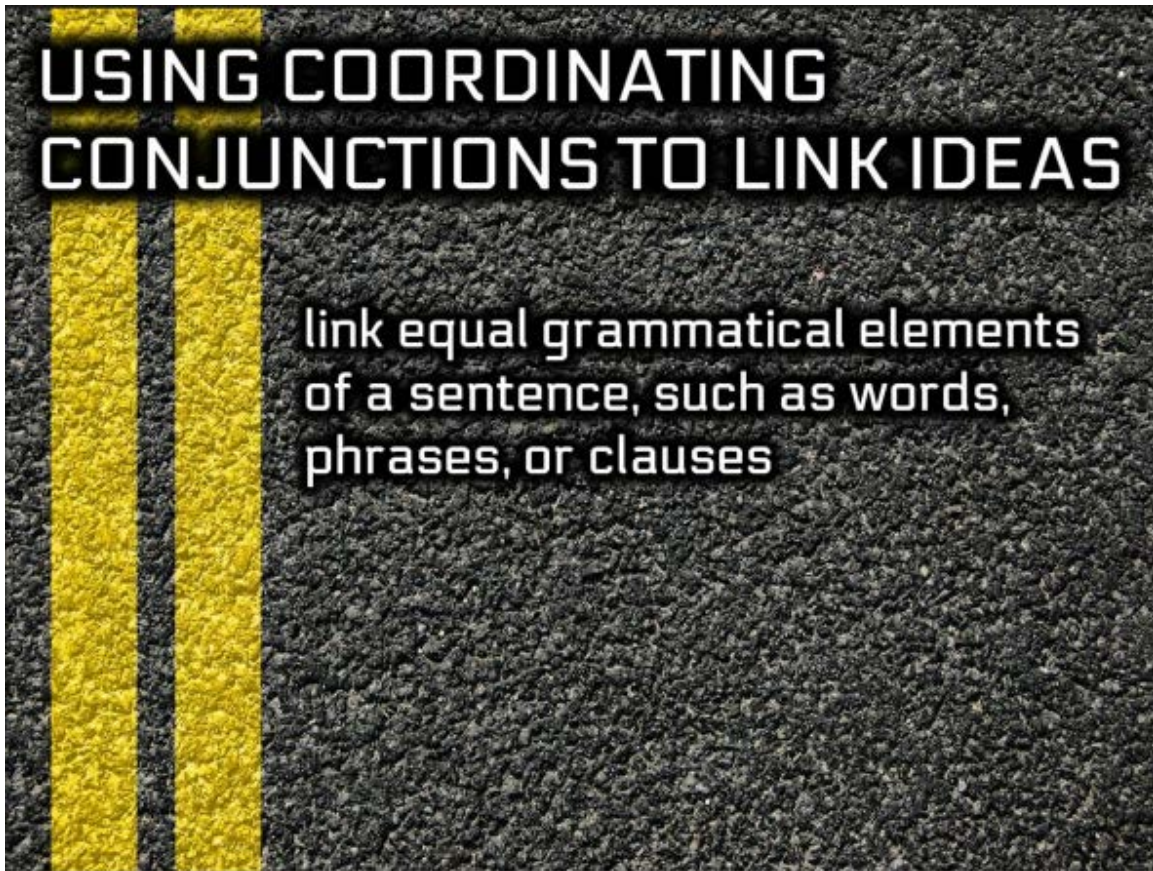 USING COORDINATING
CONJUNCTIONS TO LINK IDEAS
link equal grammatical elements
of a sentence, such as words,
phrases, or clauses